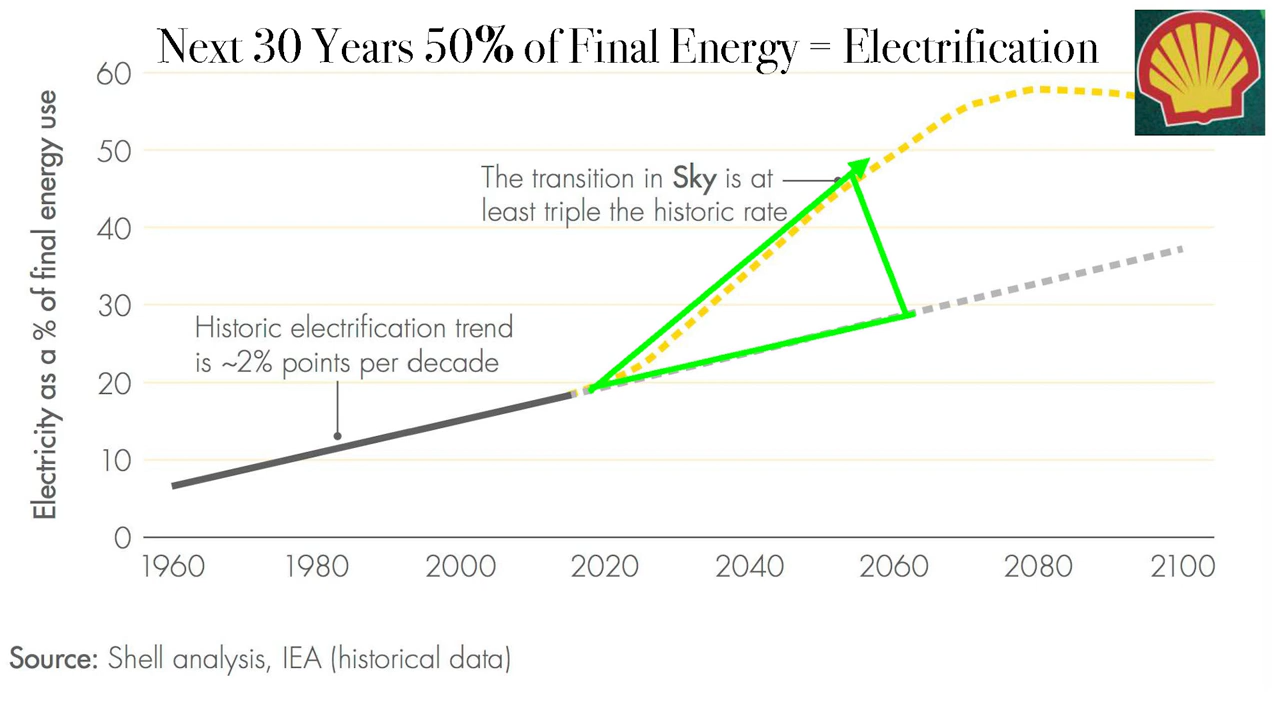 Next 30 Years 50% of Final Energy = Electrification
Electricity as a % of final energy use
60
50
40
30
20
10
0
The transition in Sky is at
least triple the historic rate
Historic electrification trend
is ~2% points per decade
1960 1980 2000 2020 2040 2060 2080 2100
Source: Shell analysis, IEA (historical data)